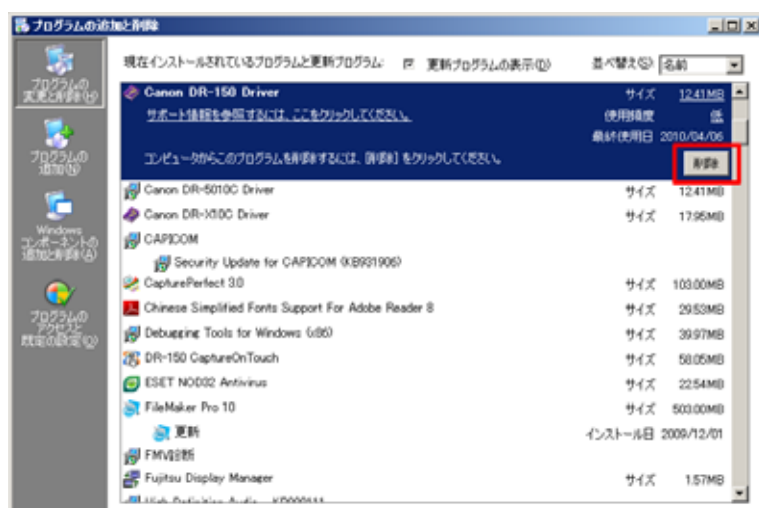 プログラムの追加と削除
プログラムの
変更と削除(H)
プログラムの
追加(N)
Windows
コンポーネントの
追加と削除(A)
プログラムの
アクセスと
既定の設定(O)
現在インストールされているプログラムと更新プログラム: 更新プログラムの表示(D) 並べ替え(S): 名前
Canon DR-150 Driver サイズ 12.41MB
サポート情報を参照するには、ここをクリックしてください。 使用頻度 低
最終使用日 2010/04/06
コンピュータからこのプログラムを削除するには、[削除] をクリックしてください。 削除
Canon DR-5010C Driver サイズ 12.41MB
Canon DR-X10C Driver サイズ 17.95MB
CAPICOM
Security Update for CAPICOM (KB931906)
CapturePerfect 3.0 サイズ 103.00MB
Chinese Simplified Fonts Support For Adobe Reader 8 サイズ 29.53MB
Debugging Tools for Windows (x86) サイズ 39.97MB
DR-150 CaptureOnTouch サイズ 58.05MB
ESET NOD32 Antivirus サイズ 22.54MB
FileMaker Pro 10 サイズ 503.00MB
更新 インストール日 2009/12/01
FMV診断
Fujitsu Display Manager サイズ 1.57MB
High Definition Audio - KB888111